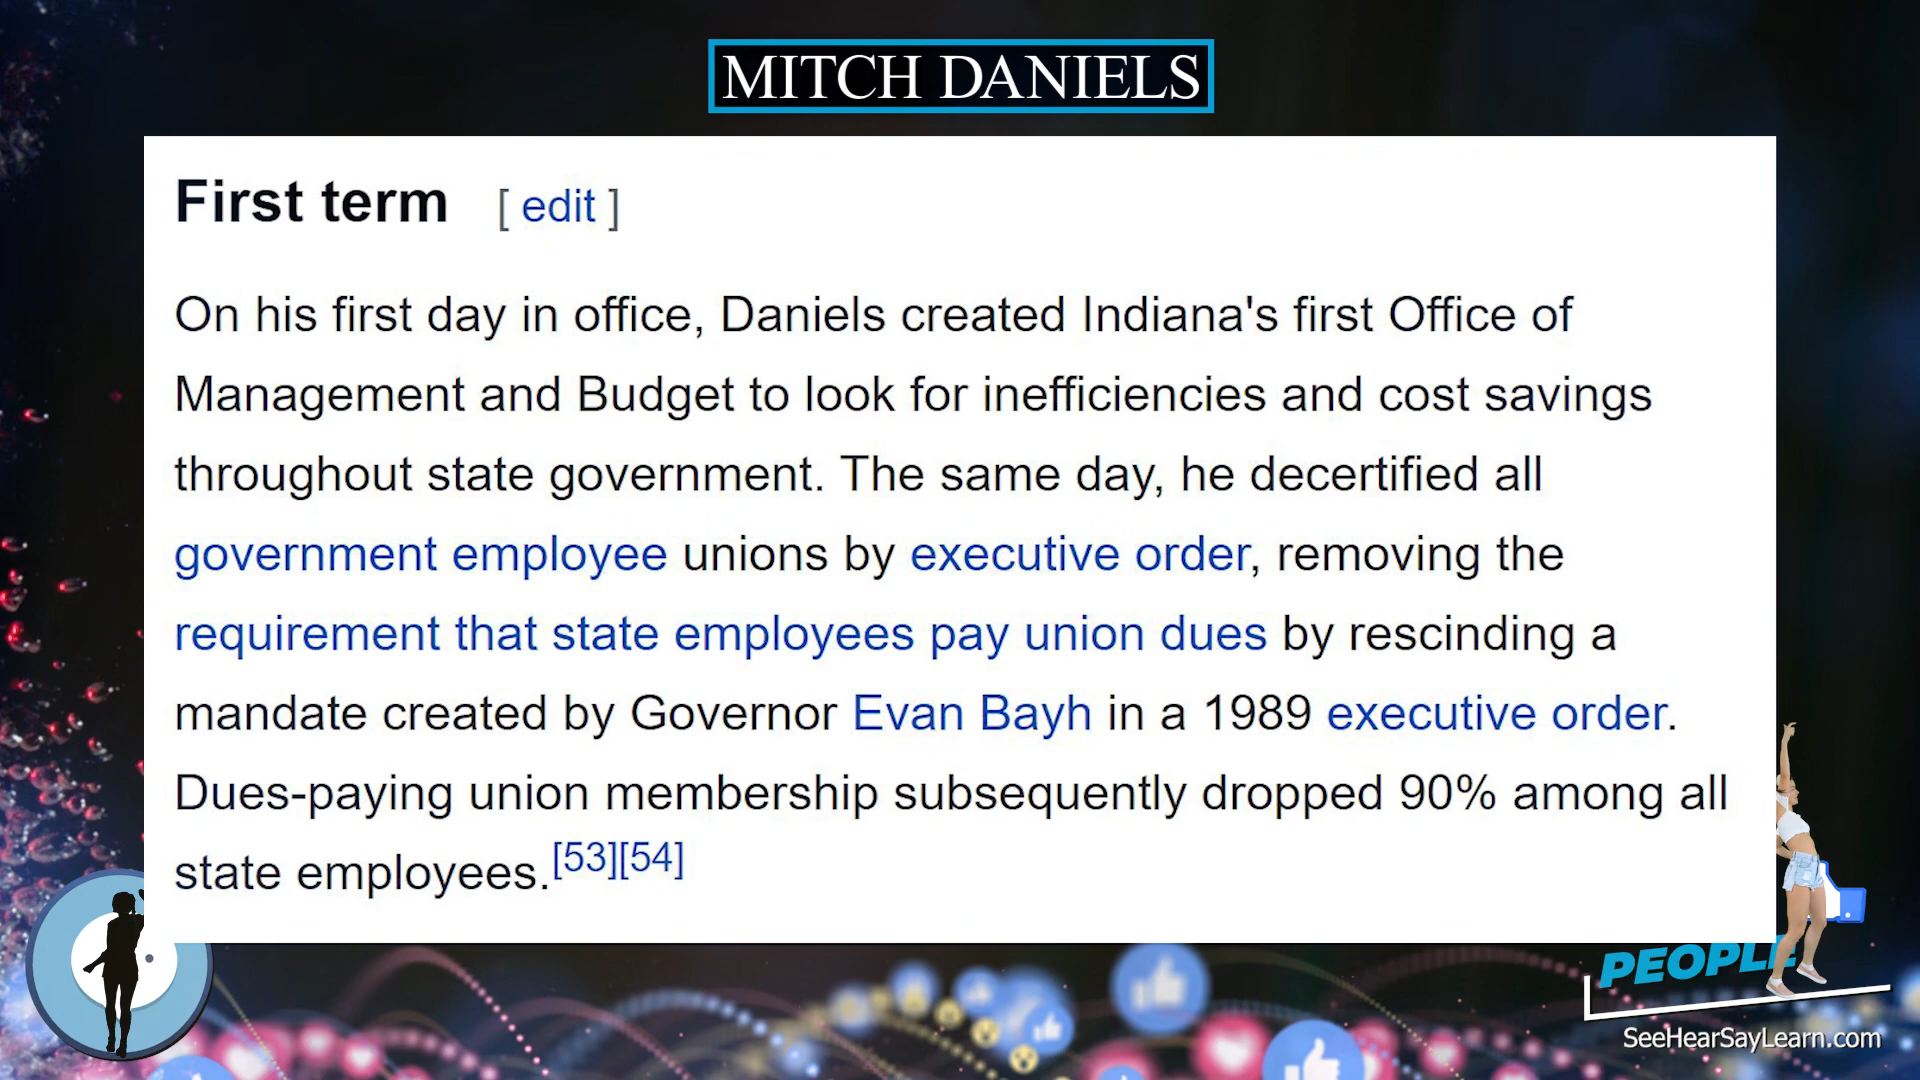 MITCH DANIELS
First term [ edit ]
On his first day in office, Daniels created Indiana's first Office of
Management and Budget to look for inefficiencies and cost savings
throughout state government. The same day, he decertified all
government employee unions by executive order, removing the
requirement that state employees pay union dues by rescinding a
mandate created by Governor Evan Bayh in a 1989 executive order.
Dues-paying union membership subsequently dropped 90% among all
state employees.[53][54]
PEOPLE
SeeHearSayLearn.com